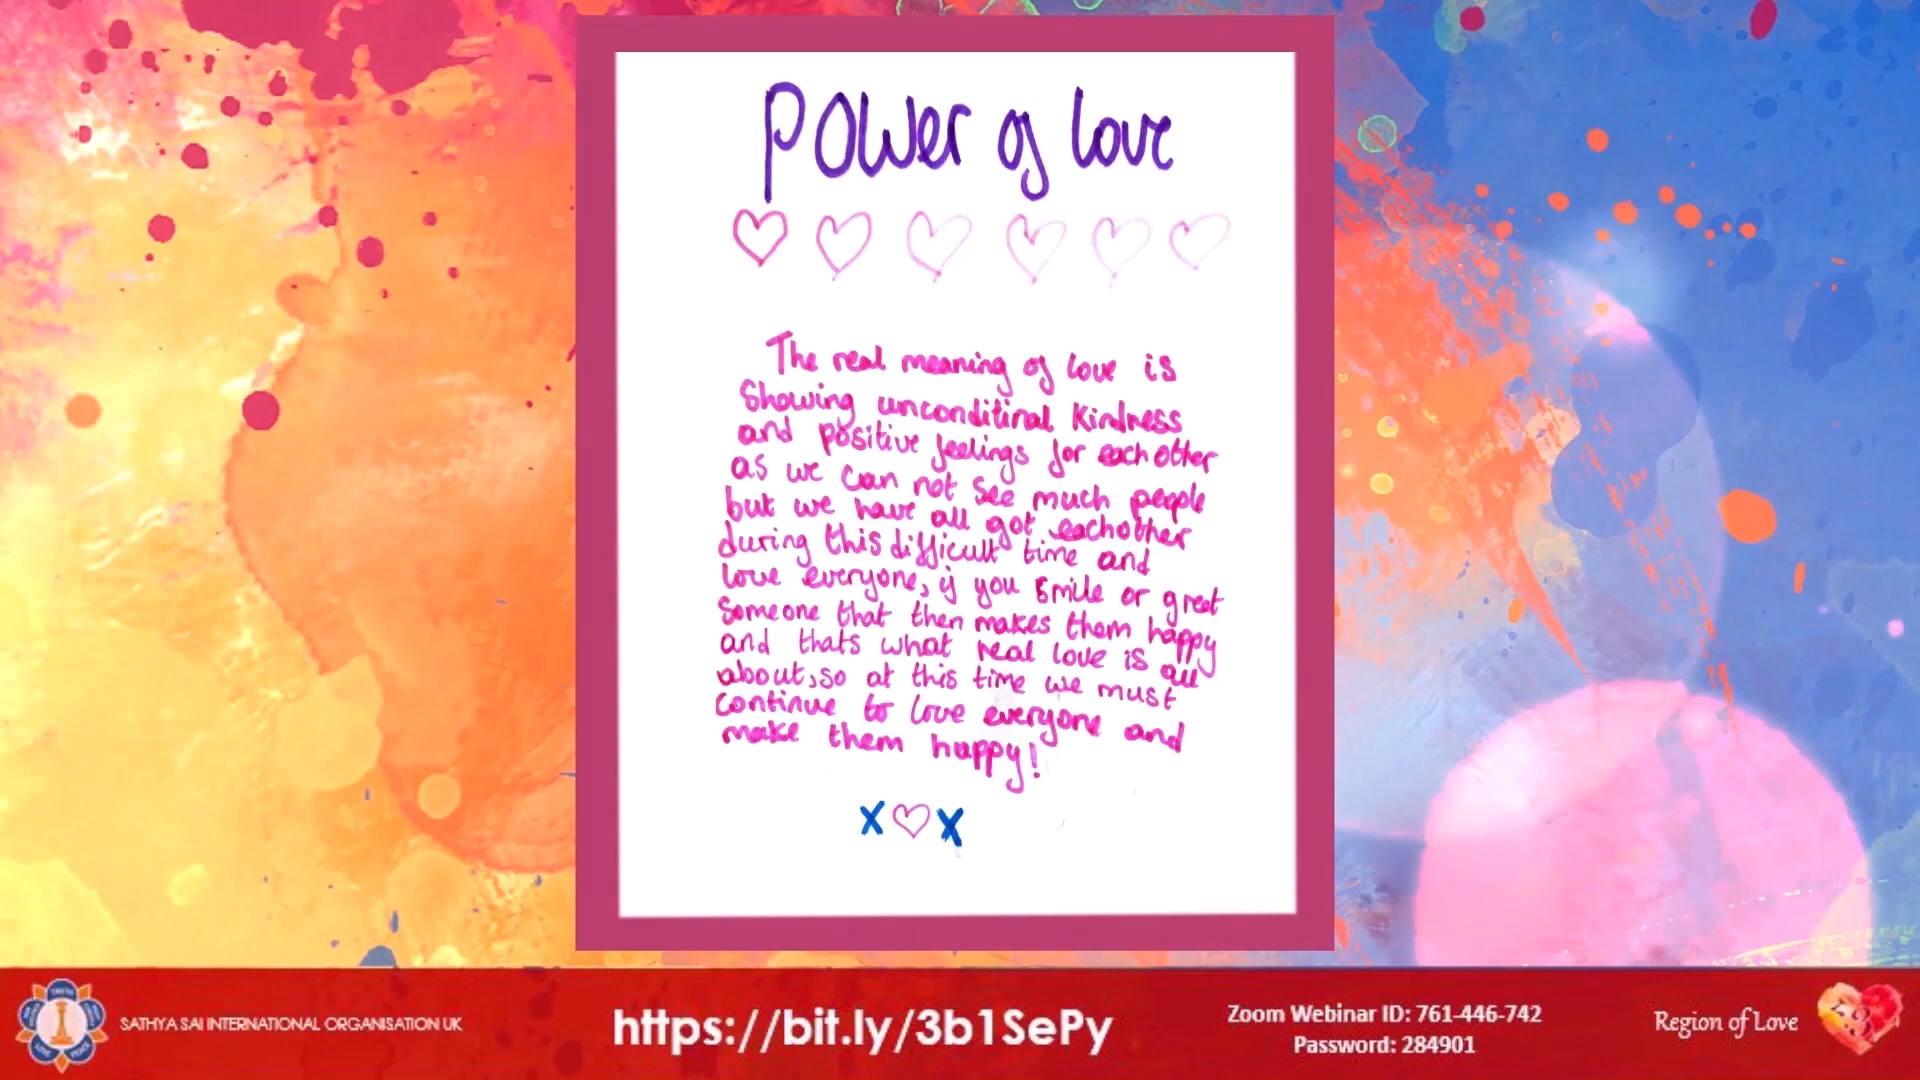 Power of love
The real meaning of love is
Showing unconditinal kindness
and positive feelings for each other
as we can not see much people
but we have all got eachother
during this difficult time and
love everyone, if you smile or greet
someone that then makes them happy
and thats what real love is all
about, so at this time we must
continue to love everyone and
make them happy!
X X
SATHYA SAI INTERNATIONAL ORGANISATION UK
https://bit.ly/3b1SePy
Zoom Webinar ID: 761-446-742
Password: 284901
Region of Love